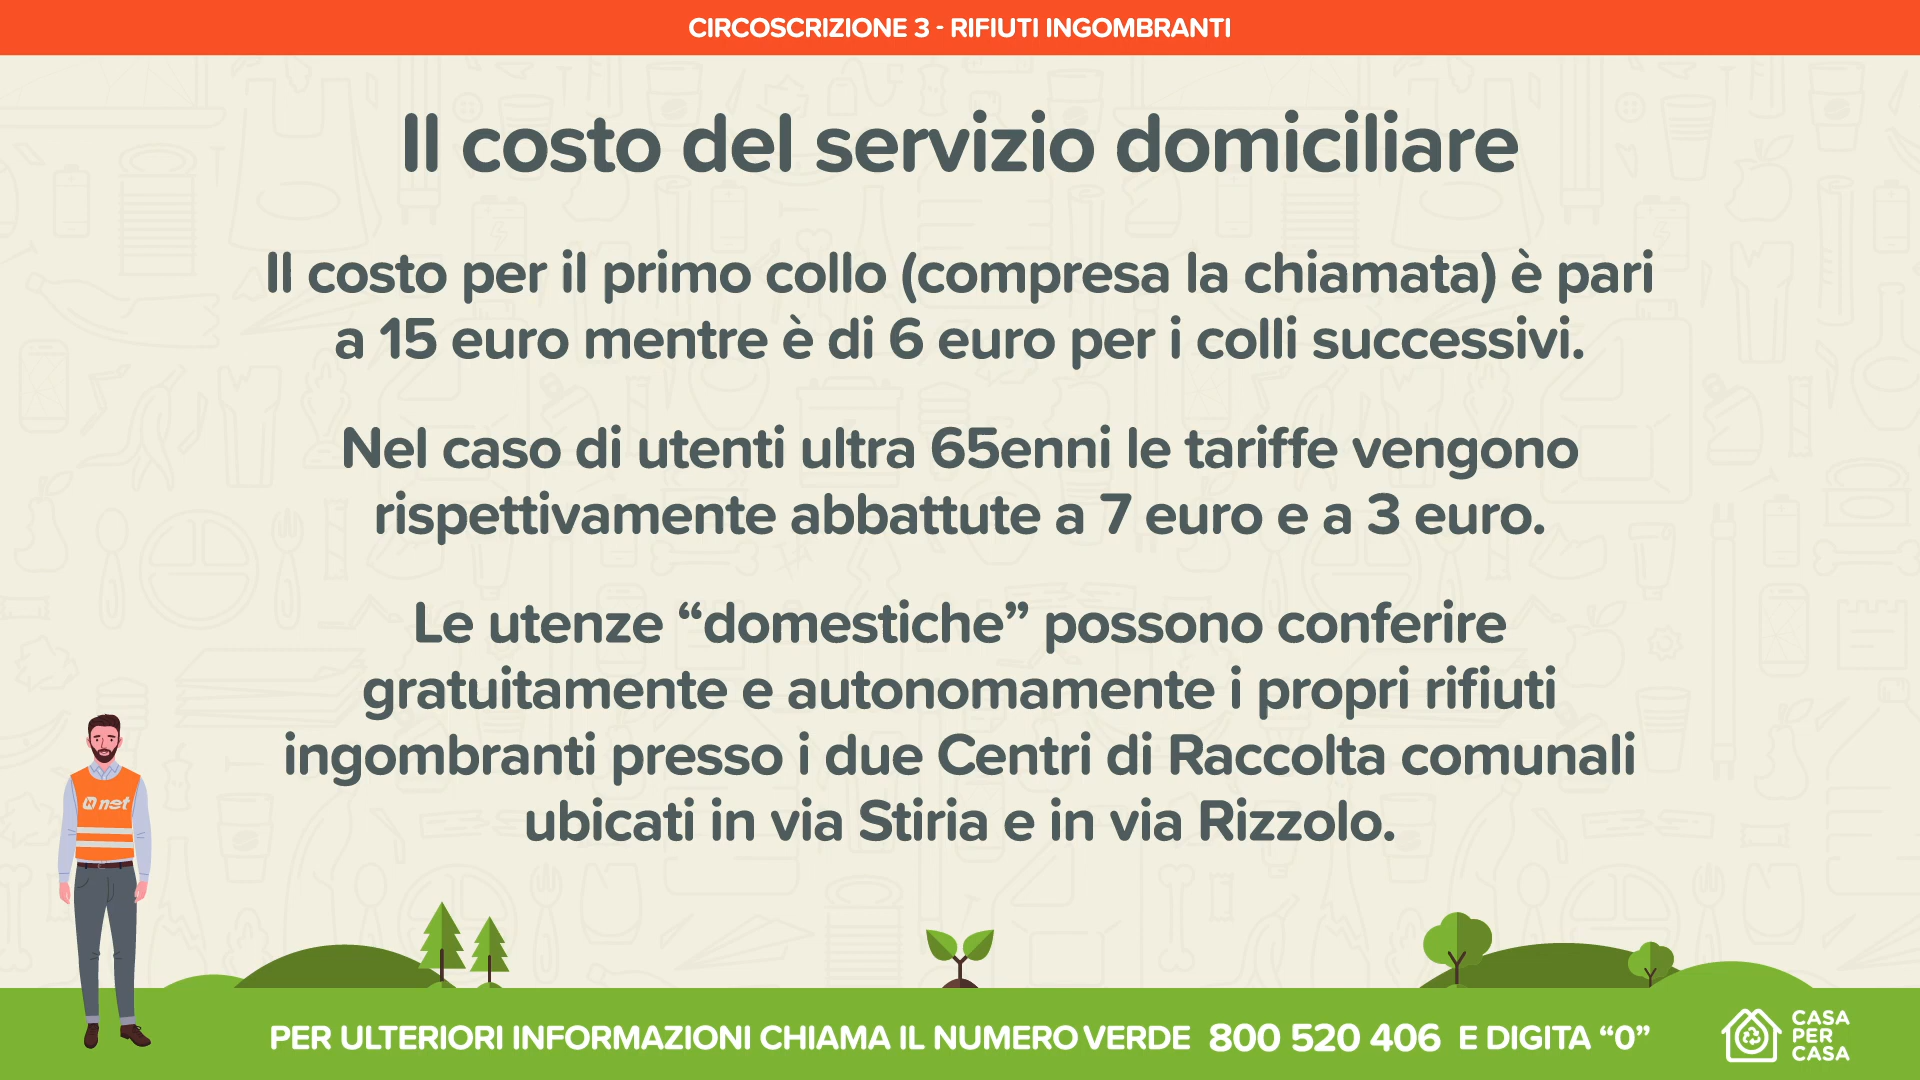 CIRCOSCRIZIONE 3 - RIFIUTI INGOMBRANTI
Il costo del servizio domiciliare
Il costo per il primo collo (compresa la chiamata) è pari
a 15 euro mentre è di 6 euro per i colli successivi.
Nel caso di utenti ultra 65enni le tariffe vengono
rispettivamente abbattute a 7 euro e a 3 euro.
Le utenze “domestiche” possono conferire
gratuitamente e autonomamente i propri rifiuti
ingombranti presso i due Centri di Raccolta comunali
ubicati in via Stiria e in via Rizzolo.
net
PER ULTERIORI INFORMAZIONI CHIAMA IL NUMERO VERDE 800 520 406 E DIGITA “0”
CASA
PER
CASA